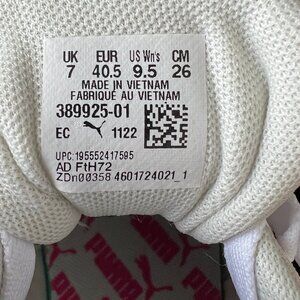 UK EUR US Wn's CM
7 40.5 9.5 26
MADE IN VIETNAM
FABRIQUÉ AU VIETNAM
389925-01
EC 1122
UPC:195552417595
AD FtH72
ZDn00358 4601724021_1
PUMA